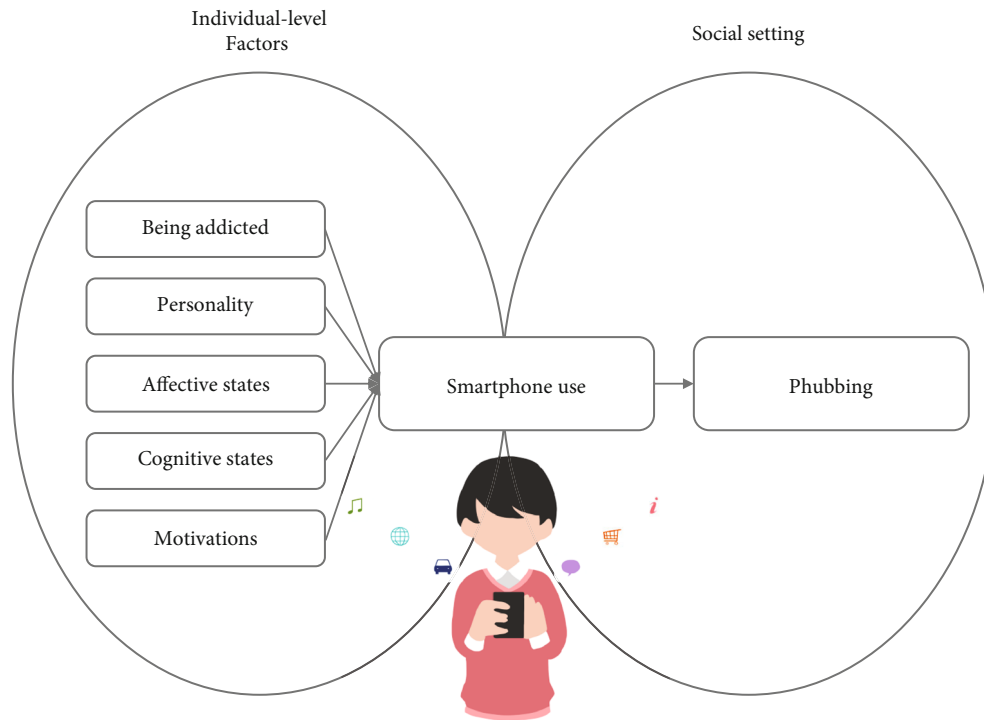 Individual-level
Factors
Social setting
Being addicted
Personality
Affective states
Cognitive states
Motivations
Smartphone use
Phubbing
i